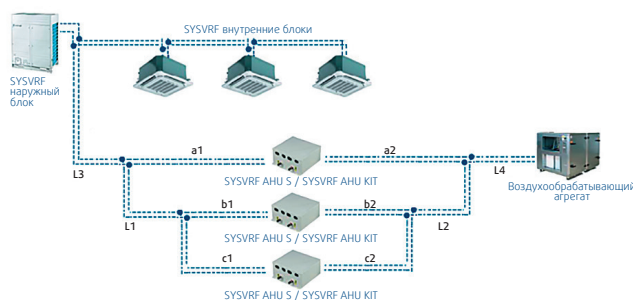 SYSVRF внутренние блоки
SYSVRF
наружный
блок
a1
a2
L3
L4
SYSVRF AHU S / SYSVRF AHU KIT
Воздухообрабатывающий
агрегат
b1
b2
L1
L2
SYSVRF AHU S / SYSVRF AHU KIT
c1
c2
SYSVRF AHU S / SYSVRF AHU KIT